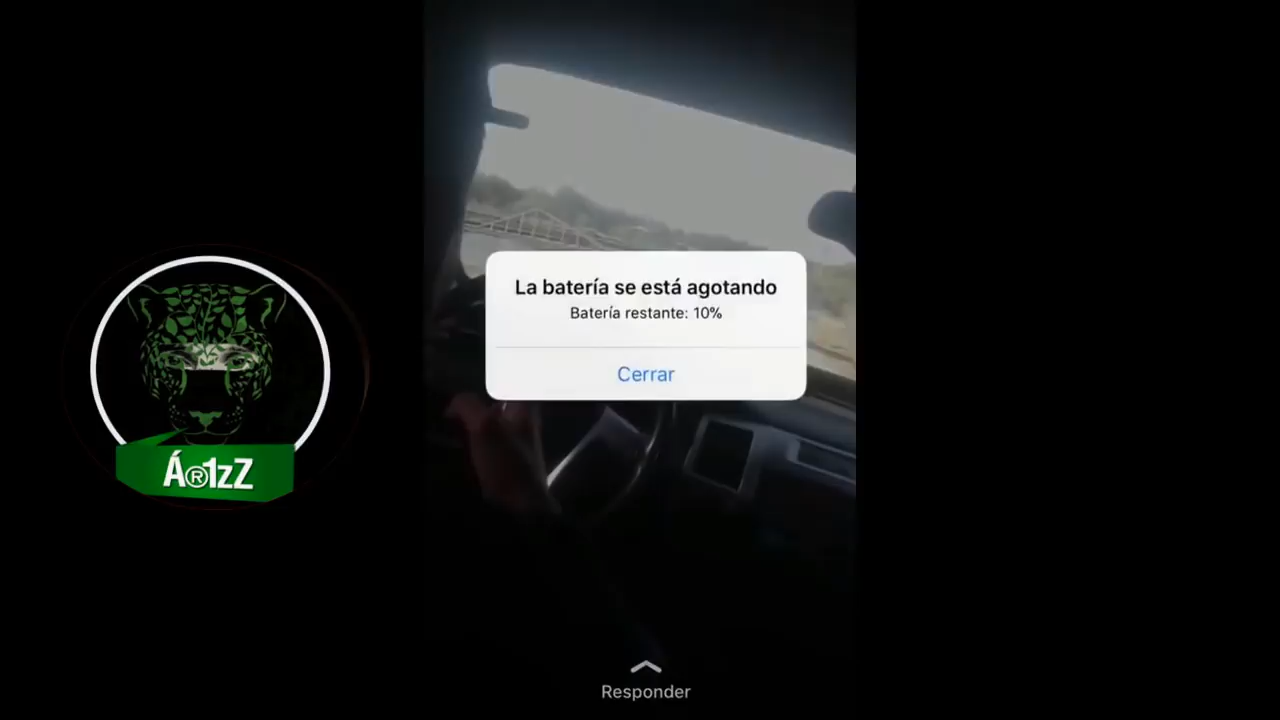 La batería se está agotando
Batería restante: 10%
Cerrar
Á®1zZ
Responder